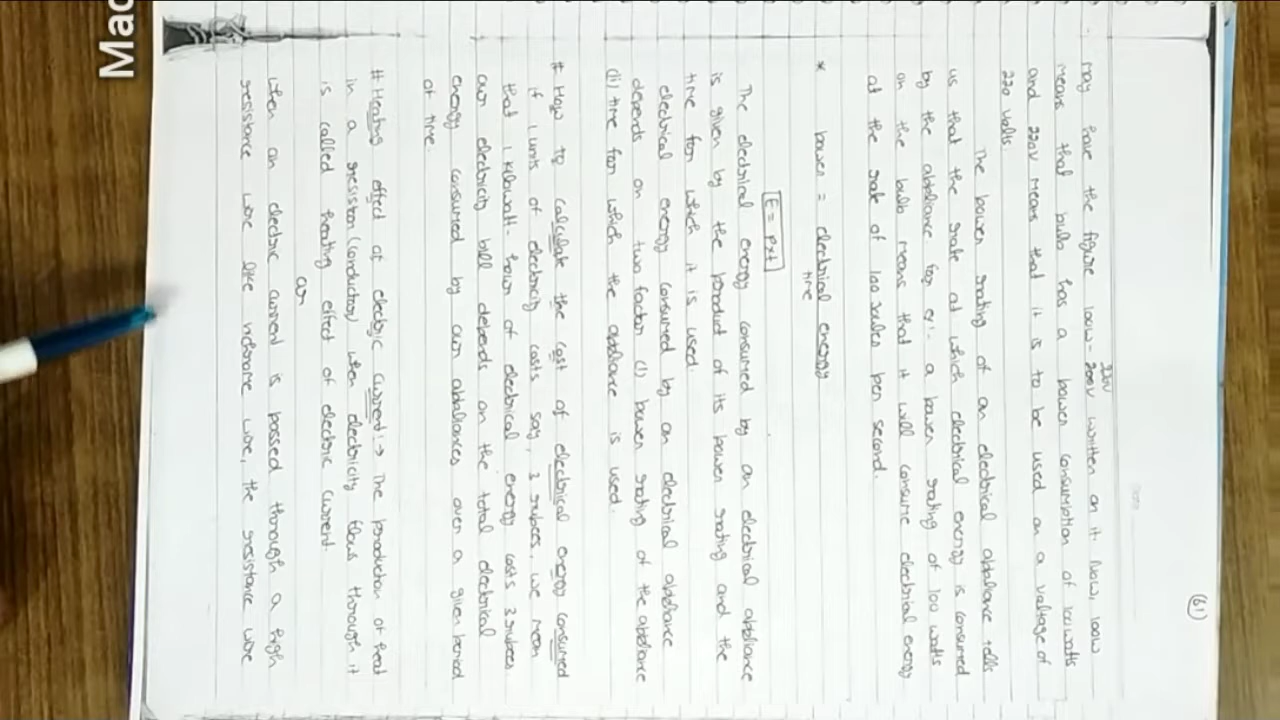 (61)
220V
may have the figure 100W - 200V written on it. Now, 100W
means that bulb has a power consumption of 100 watts
and 220V means that it is to be used on a voltage of
220 volts.
The power rating of an electrical appliance tells
us that the rate at which electrical energy is consumed
by the appliance for ex:- a power rating of 100 watts
on the bulb means that it will consume electrical energy
at the rate of 100 joules per second.
* power = electrical energy
time
E = P×t
The electrical energy consumed by an electrical appliance
is given by the product of its power rating and the
time for which it is used.
electrical energy consumed by an electrical appliance
depends on two factor (i) power rating of the appliance
(ii) time for which the appliance is used.
# How to calculate the cost of electrical energy consumed
if 1 units of electricity costs say, 3 rupees, we mean
that 1 kilowatt-hour of electrical energy costs 3 rupees.
our electricity bill depends on the total electrical
energy consumed by our appliances over a given period
of time.
# Heating effect of electric current:→ The production of heat
in a resistor (conductor) when electricity flows through it
is called heating effect of electric current.
or
when an electric current is passed through a high
resistance wire like nichrome wire, the resistance wire
Mad